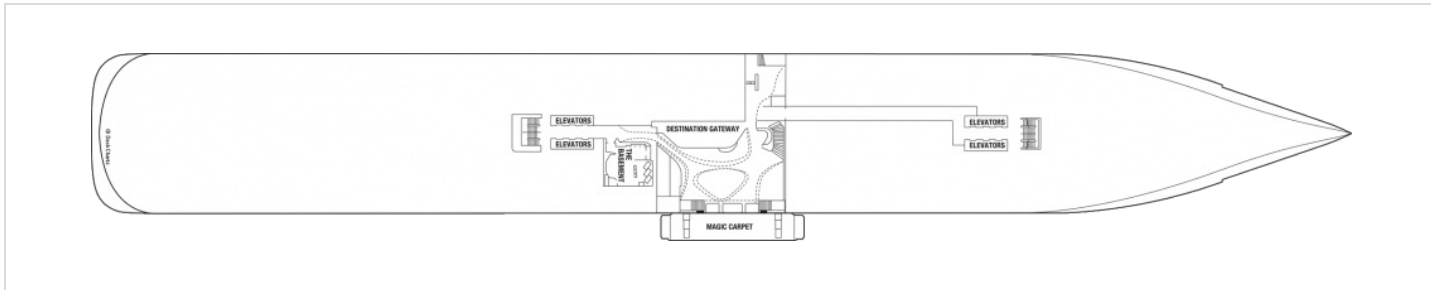 ELEVATORS
ELEVATORS
THE
BASEMENT
DESTINATION GATEWAY
MAGIC CARPET
ELEVATORS
ELEVATORS